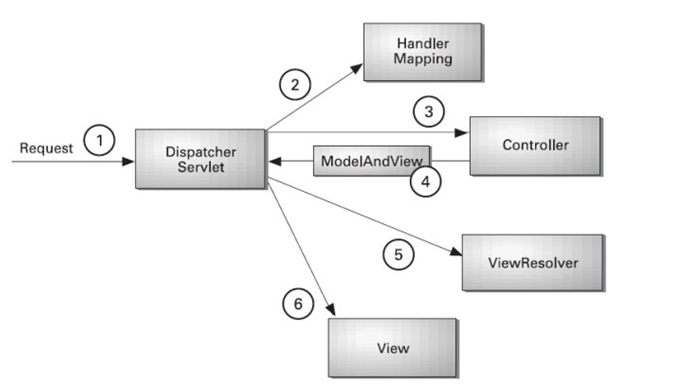 Handler
Mapping
2
3
Request
1
Dispatcher
Servlet
ModelAndView
4
Controller
5
ViewResolver
6
View